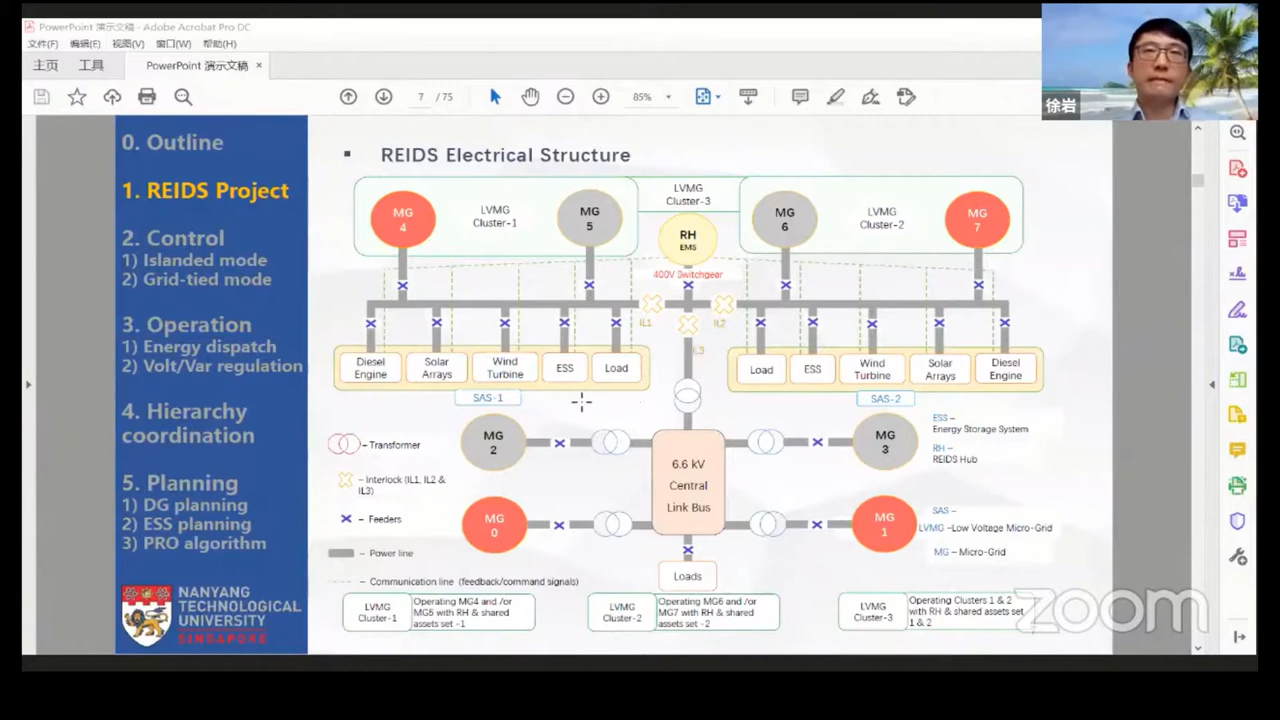 PowerPoint 演示文稿 - Adobe Acrobat Pro DC
文件(F) 编辑(E) 视图(V) 窗口(W) 帮助(H)
主页 工具 PowerPoint 演示文稿 ×
7 / 75 85%
徐岩
0. Outline
1. REIDS Project
2. Control
1) Islanded mode
2) Grid-tied mode
3. Operation
1) Energy dispatch
2) Volt/Var regulation
4. Hierarchy
coordination
5. Planning
1) DG planning
2) ESS planning
3) PRO algorithm
NANYANG
TECHNOLOGICAL
UNIVERSITY
SINGAPORE
▪ REIDS Electrical Structure
MG
4
LVMG
Cluster-1
MG
5
LVMG
Cluster-3
RH
EMS
MG
6
LVMG
Cluster-2
MG
7
400V Switchgear
IL1
IL2
IL3
Diesel
Engine
Solar
Arrays
Wind
Turbine
ESS
Load
Load
ESS
Wind
Turbine
Solar
Arrays
Diesel
Engine
SAS-1
SAS-2
MG
2
MG
3
MG
0
MG
1
6.6 kV
Central
Link Bus
Loads
– Transformer
– Interlock (IL1, IL2 &
IL3)
– Feeders
– Power line
– Communication line (feedback/command signals)
ESS –
Energy Storage System
RH –
REIDS Hub
SAS –
LVMG –Low Voltage Micro-Grid
MG – Micro-Grid
LVMG
Cluster-1
Operating MG4 and /or
MG5 with RH & shared
assets set -1
LVMG
Cluster-2
Operating MG6 and/or
MG7 with RH & shared
assets set -2
LVMG
Cluster-3
Operating Clusters 1 & 2
with RH & shared assets set
1 & 2
zoom